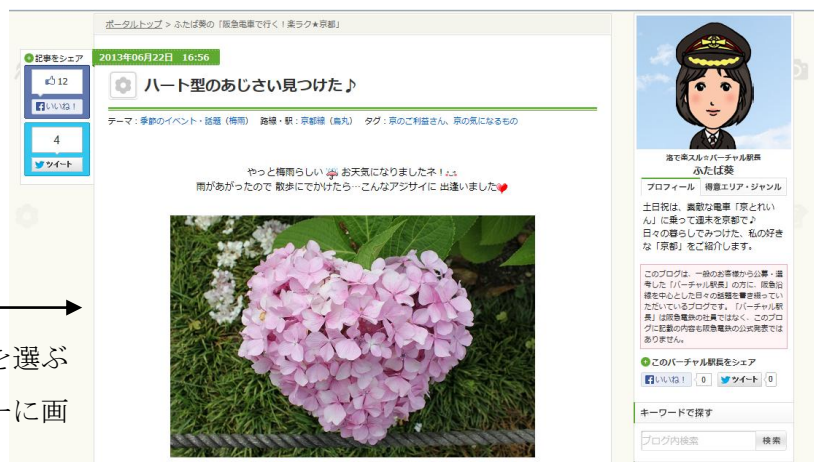 ポータルトップ > ふたば葵の「阪急電車で行く！楽ラク★京都」
記事をシェア
12
いいね！
4
ツイート
2013年06月22日 16:56
ハート型のあじさい見つけた♪
テーマ：季節のイベント・話題（梅雨） 路線・駅：京都線（烏丸） タグ：京のご利益さん、京の気になるもの
やっと梅雨らしい お天気になりましたネ！
雨があがったので 散歩にでかけたら…こんなアジサイに 出逢いました
を選ぶ
ーに画
洛で楽スル☆バーチャル駅長
ふたば葵
プロフィール 得意エリア・ジャンル
土日祝は、素敵な電車「京とれい
ん」に乗って週末を京都で♪
日々の暮らしでみつけた、私の好き
な「京都」をご紹介します。
このブログは、一般のお客様から公募・選
考した「バーチャル駅長」の方に、阪急沿
線を中心とした日々の話題を書き綴ってい
ただいているブログです。「バーチャル駅
長」は阪急電鉄の社員ではなく、このブロ
グに記載の内容も阪急電鉄の公式発表では
ありません。
このバーチャル駅長をシェア
いいね！ 0 ツイート 0
キーワードで探す
ブログ内検索 検索